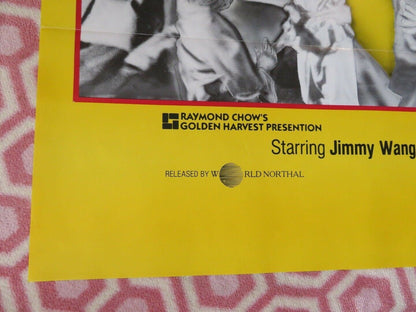 RAYMOND CHOW'S
GOLDEN HARVEST PRESENTION
Starring Jimmy Wang
RELEASED BY WORLD NORTHAL